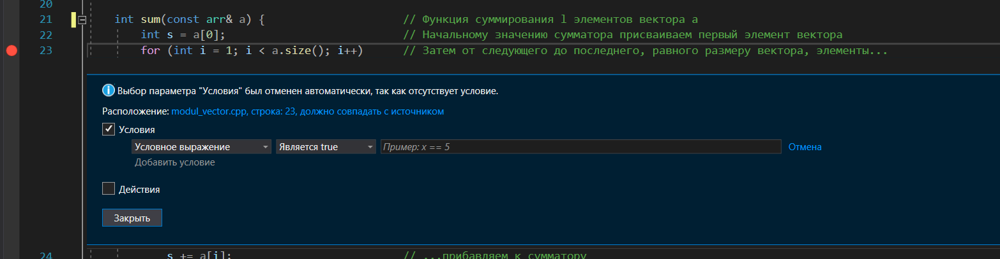 20
21 int sum(const arr& a) { // Функция суммирования l элементов вектора a
22 int s = a[0]; // Начальному значению сумматора присваиваем первый элемент вектора
23 for (int i = 1; i < a.size(); i++) // Затем от следующего до последнего, равного размеру вектора, элементы...
Выбор параметра "Условия" был отменен автоматически, так как отсутствует условие.
Расположение: modul_vector.cpp, строка: 23, должно совпадать с источником
Условия
Условное выражение Является true Пример: x == 5 Отмена
Добавить условие
Действия
Закрыть
24 s += a[i]; // ...прибавляем к сумматору